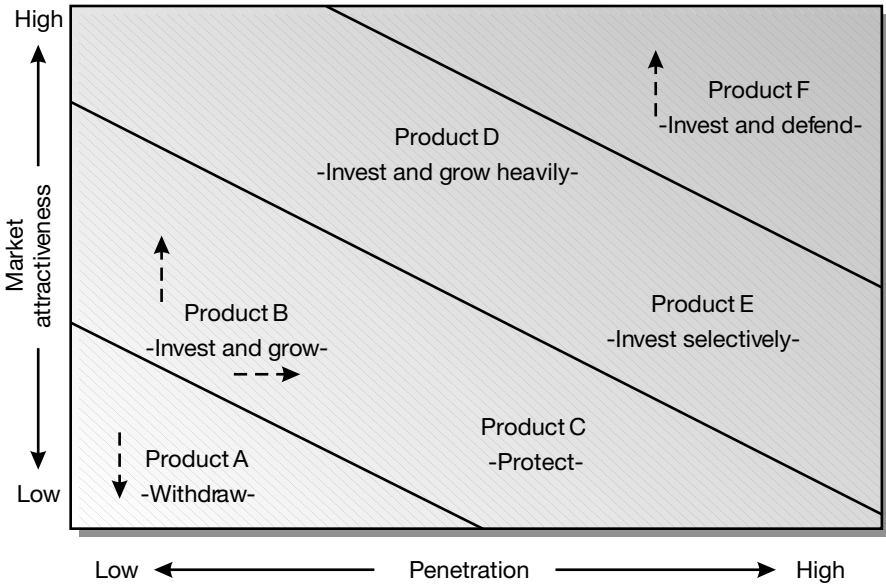 High
Product F
-Invest and defend-
Product D
-Invest and grow heavily-
Market
attractiveness
Product B
-Invest and grow-
Product E
-Invest selectively-
Product C
-Protect-
Product A
-Withdraw-
Low
Low
Penetration
High